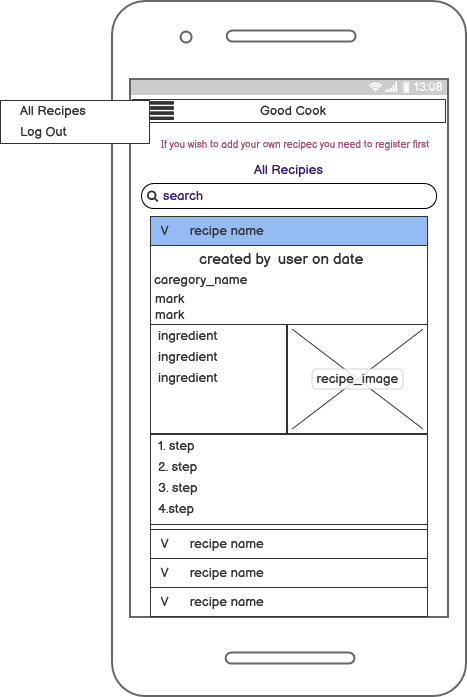 13:08
All Recipes
Log Out
Good Cook
If you wish to add your own recipec you need to register first
All Recipies
search
V recipe name
created by user on date
caregory_name
mark
mark
ingredient
ingredient
ingredient
recipe_image
1. step
2. step
3. step
4.step
V recipe name
V recipe name
V recipe name